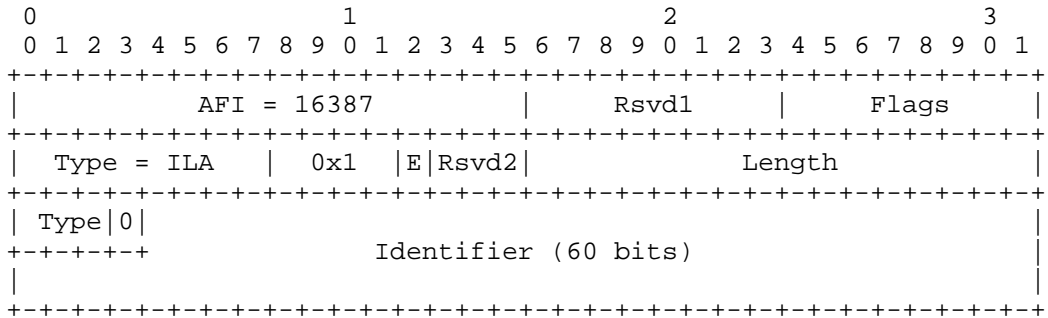 0                   1                   2                   3
 0 1 2 3 4 5 6 7 8 9 0 1 2 3 4 5 6 7 8 9 0 1 2 3 4 5 6 7 8 9 0 1
+-+-+-+-+-+-+-+-+-+-+-+-+-+-+-+-+-+-+-+-+-+-+-+-+-+-+-+-+-+-+-+-+
|           AFI = 16387         |     Rsvd1     |     Flags     |
+-+-+-+-+-+-+-+-+-+-+-+-+-+-+-+-+-+-+-+-+-+-+-+-+-+-+-+-+-+-+-+-+
|  Type = ILA   |  0x1  |E|Rsvd2|             Length            |
+-+-+-+-+-+-+-+-+-+-+-+-+-+-+-+-+-+-+-+-+-+-+-+-+-+-+-+-+-+-+-+-+
| Type|0|                                                       |
+-+-+-+-+              Identifier (60 bits)                     |
|                                                               |
+-+-+-+-+-+-+-+-+-+-+-+-+-+-+-+-+-+-+-+-+-+-+-+-+-+-+-+-+-+-+-+-+